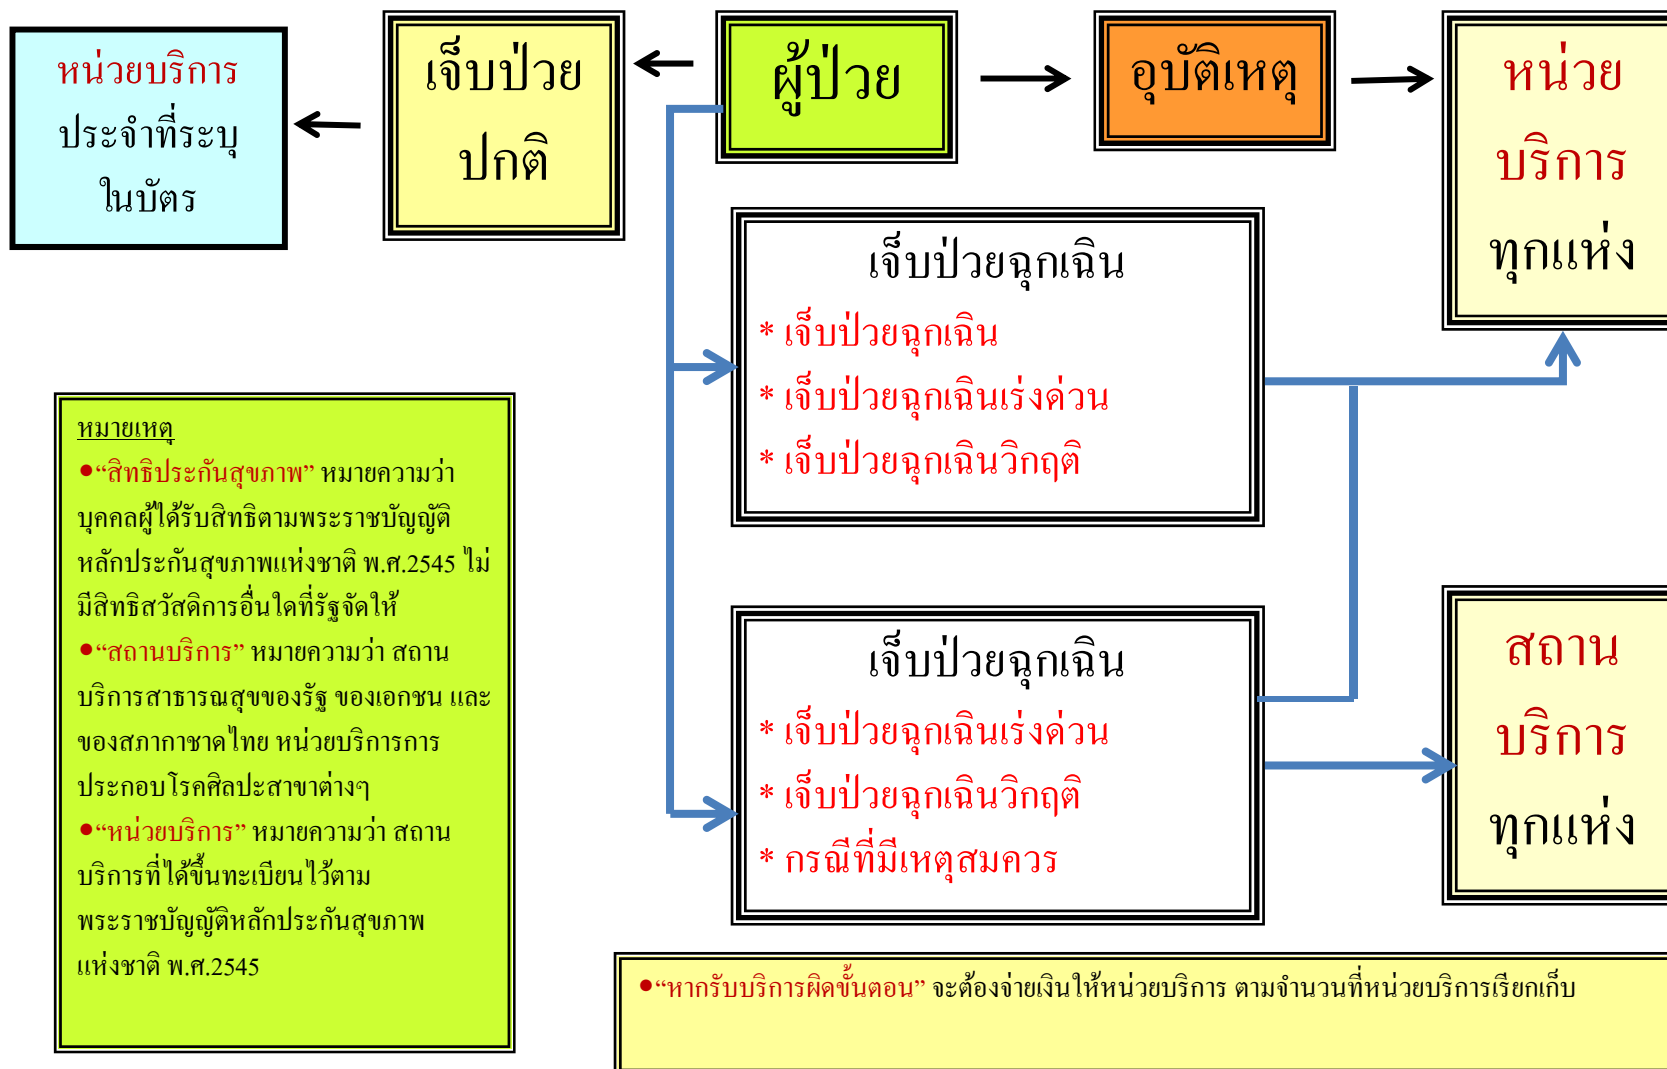 หน่วยบริการ
ประจำที่ระบุ
ในบัตร
เจ็บป่วย
ปกติ
ผู้ป่วย
อุบัติเหตุ
หน่วย
บริการ
ทุกแห่ง
เจ็บป่วยฉุกเฉิน
* เจ็บป่วยฉุกเฉิน
* เจ็บป่วยฉุกเฉินเร่งด่วน
* เจ็บป่วยฉุกเฉินวิกฤติ
หมายเหตุ
•“สิทธิประกันสุขภาพ” หมายความว่า
บุคคลผู้ได้รับสิทธิตามพระราชบัญญัติ
หลักประกันสุขภาพแห่งชาติ พ.ศ.2545 ไม่
มีสิทธิสวัสดิการอื่นใดที่รัฐจัดให้
•“สถานบริการ” หมายความว่า สถาน
บริการสาธารณสุขของรัฐ ของเอกชน และ
ของสภากาชาดไทย หน่วยบริการการ
ประกอบโรคศิลปะสาขาต่างๆ
•“หน่วยบริการ” หมายความว่า สถาน
บริการที่ได้ขึ้นทะเบียนไว้ตาม
พระราชบัญญัติหลักประกันสุขภาพ
แห่งชาติ พ.ศ.2545
เจ็บป่วยฉุกเฉิน
* เจ็บป่วยฉุกเฉินเร่งด่วน
* เจ็บป่วยฉุกเฉินวิกฤติ
* กรณีที่มีเหตุสมควร
สถาน
บริการ
ทุกแห่ง
•“หากรับบริการผิดขั้นตอน” จะต้องจ่ายเงินให้หน่วยบริการ ตามจำนวนที่หน่วยบริการเรียกเก็บ